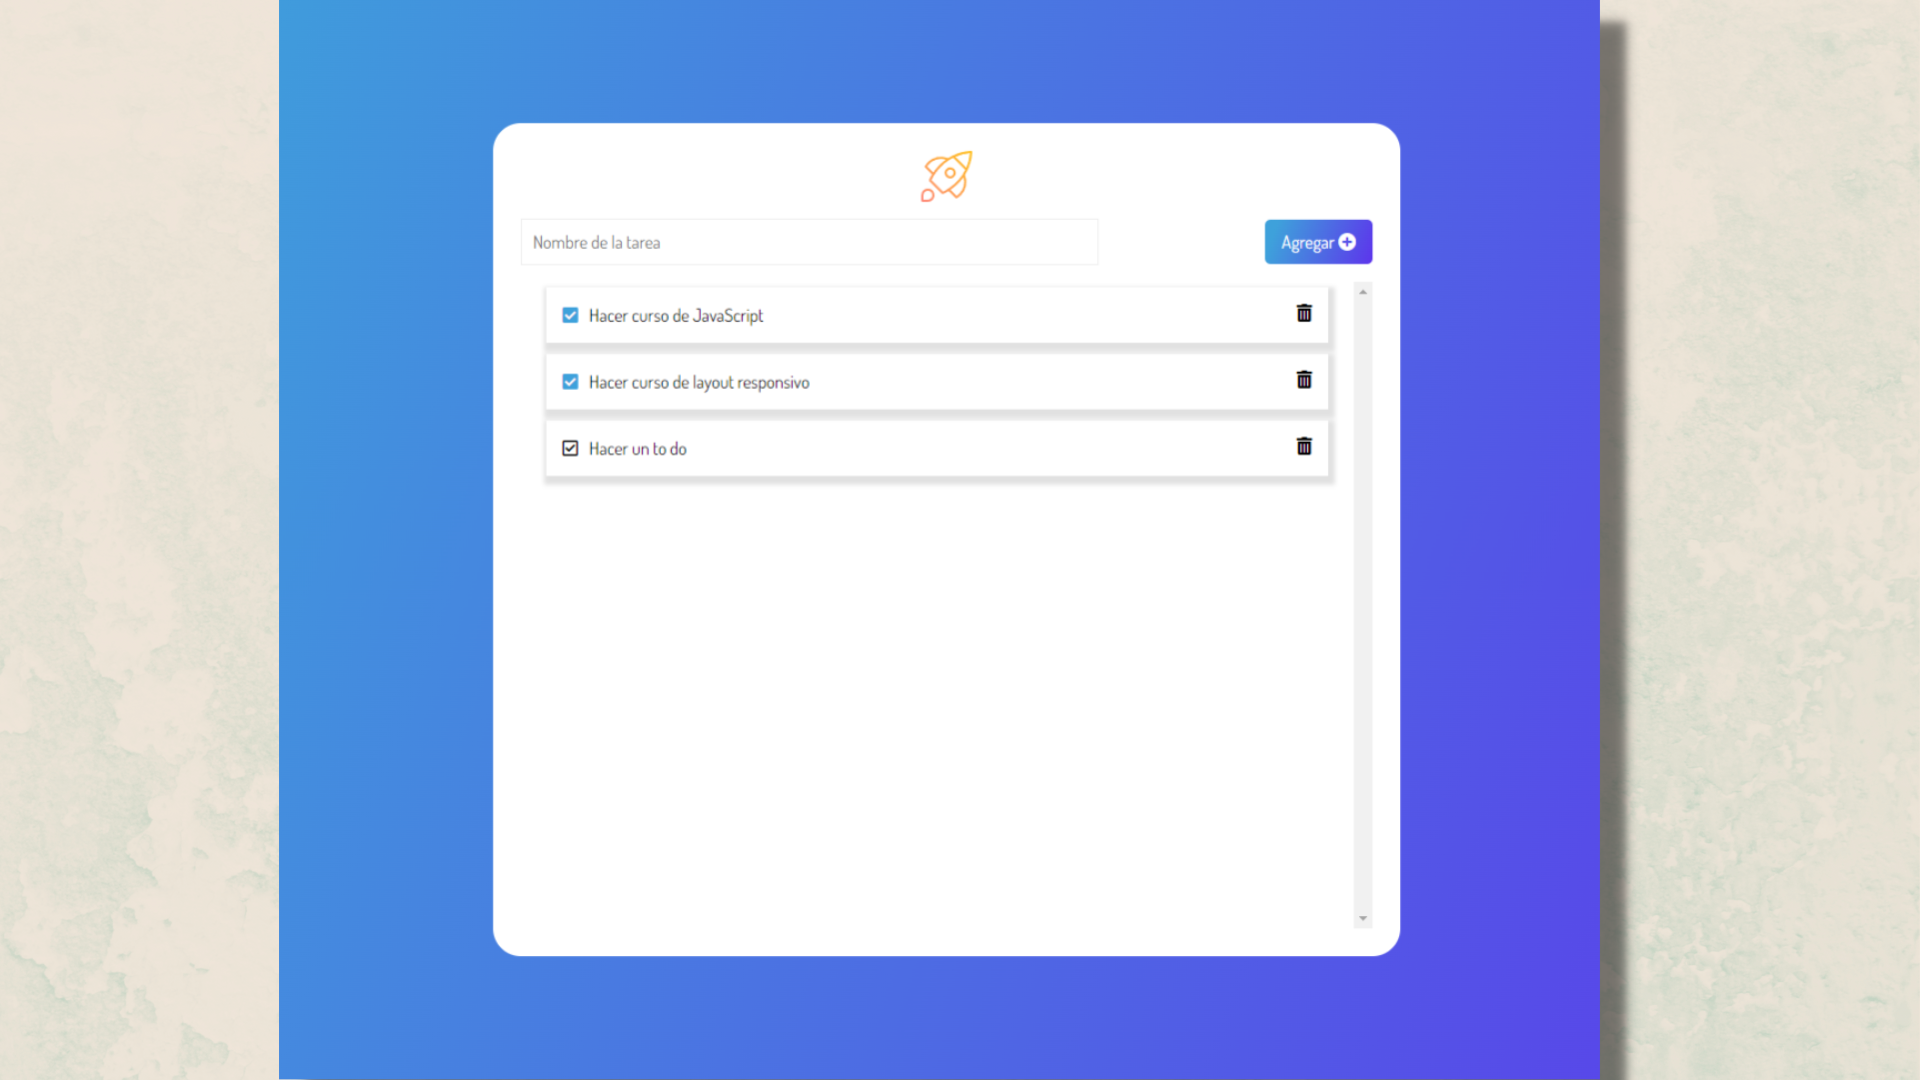 Nombre de la tarea
Agregar
Hacer curso de JavaScript
Hacer curso de layout responsivo
Hacer un to do